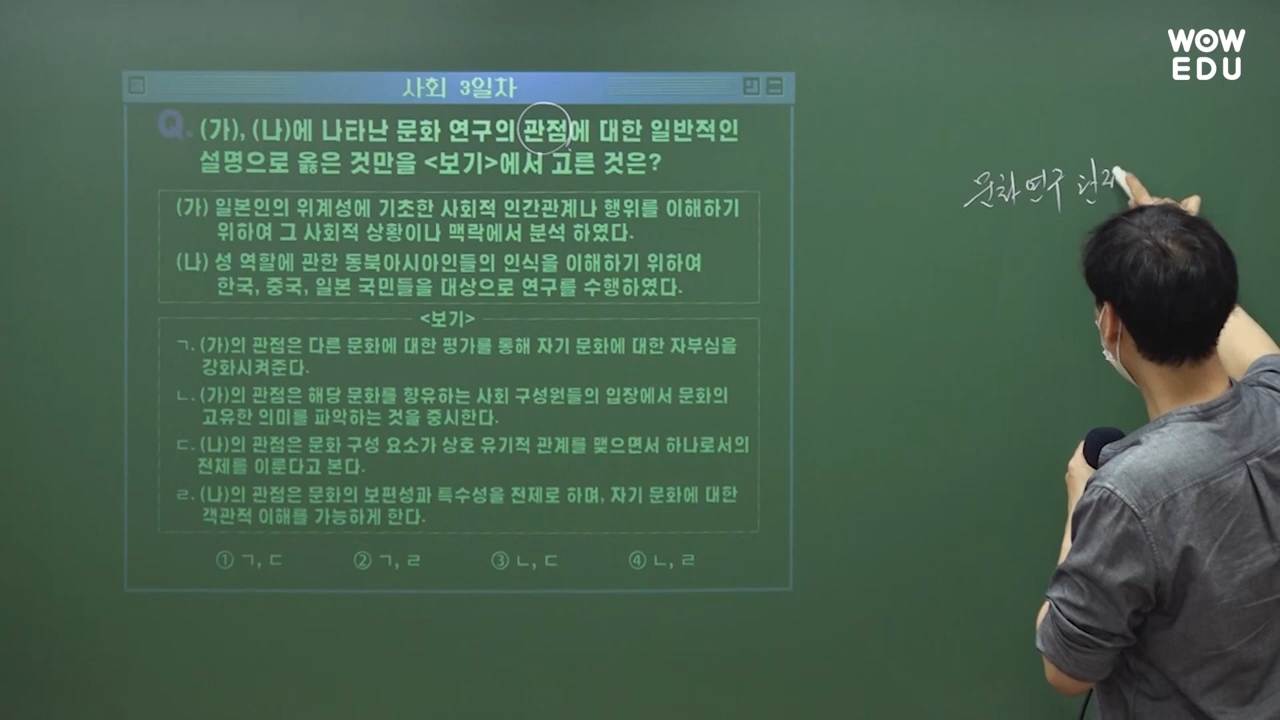 WOW
EDU
사회 3일차
Q. (가), (나)에 나타난 문화 연구의 관점에 대한 일반적인
설명으로 옳은 것만을 <보기>에서 고른 것은?
(가) 일본인의 위계성에 기초한 사회적 인간관계나 행위를 이해하기
위하여 그 사회적 상황이나 맥락에서 분석 하였다.
(나) 성 역할에 관한 동북아시아인들의 인식을 이해하기 위하여
한국, 중국, 일본 국민들을 대상으로 연구를 수행하였다.
<보기>
ㄱ. (가)의 관점은 다른 문화에 대한 평가를 통해 자기 문화에 대한 자부심을
강화시켜준다.
ㄴ. (가)의 관점은 해당 문화를 향유하는 사회 구성원들의 입장에서 문화의
고유한 의미를 파악하는 것을 중시한다.
ㄷ. (나)의 관점은 문화 구성 요소가 상호 유기적 관계를 맺으면서 하나로서의
전체를 이룬다고 본다.
ㄹ. (나)의 관점은 문화의 보편성과 특수성을 전제로 하며, 자기 문화에 대한
객관적 이해를 가능하게 한다.
① ㄱ, ㄷ ② ㄱ, ㄹ ③ ㄴ, ㄷ ④ ㄴ, ㄹ
문화연구